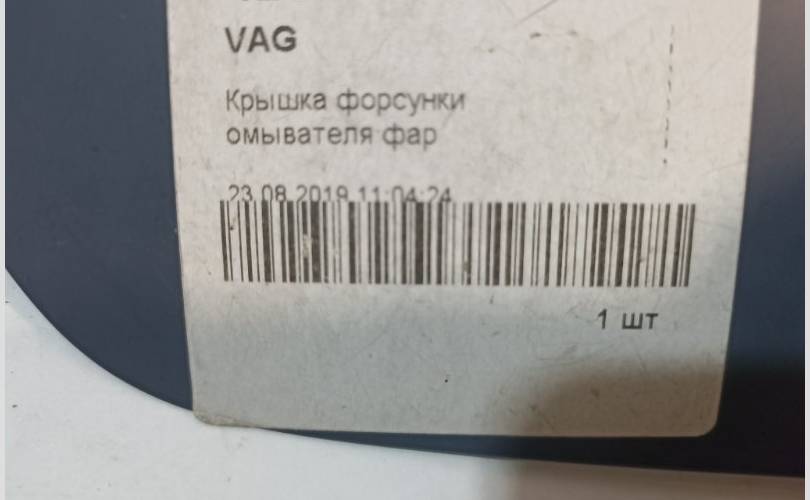 VAG
Крышка форсунки
омывателя фар
23.08.2019 11:04:24
1 шт